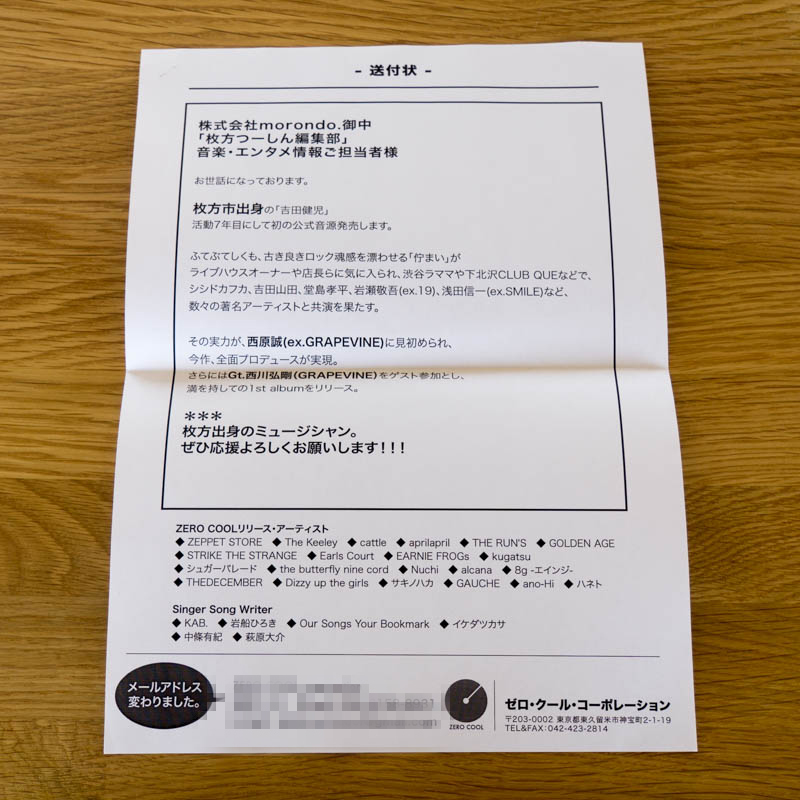 - 送付状 -
株式会社morondo.御中
「枚方つーしん編集部」
音楽・エンタメ情報ご担当者様
お世話になっております。
枚方市出身の「吉田健児」
活動7年目にして初の公式音源発売します。
ふてぶてしくも、古き良きロック魂感を漂わせる「佇まい」が
ライブハウスオーナーや店長らに気に入られ、渋谷ラママや下北沢CLUB QUEなどで、
シシドカフカ、吉田山田、堂島孝平、岩瀬敬吾(ex.19)、浅田信一(ex.SMILE)など、
数々の著名アーティストと共演を果たす。
その実力が、西原誠(ex.GRAPEVINE)に見初められ、
今作、全面プロデュースが実現。
さらにはGt.西川弘剛(GRAPEVINE)をゲスト参加とし、
満を持しての1st albumをリリース。
***
枚方出身のミュージシャン。
ぜひ応援よろしくお願いします!!!
ZERO COOLリリース・アーティスト
◆ ZEPPET STORE ◆ The Keeley ◆ cattle ◆ aprilapril ◆ THE RUN'S ◆ GOLDEN AGE
◆ STRIKE THE STRANGE ◆ Earls Court ◆ EARNIE FROGs ◆ kugatsu
◆ シュガーパレード ◆ the butterfly nine cord ◆ Nuchi ◆ alcana ◆ 8g -エインジ-
◆ THEDECEMBER ◆ Dizzy up the girls ◆ サキノハカ ◆ GAUCHE ◆ ano-Hi ◆ ハネト
Singer Song Writer
◆ KAB. ◆ 岩船ひろき ◆ Our Songs Your Bookmark ◆ イケダツカサ
◆ 中條有紀 ◆ 萩原大介
メールアドレス
変わりました。
ZERO COOL
ゼロ・クール・コーポレーション
〒203-0002 東京都東久留米市神宝町2-1-19
TEL&FAX:042-423-2814